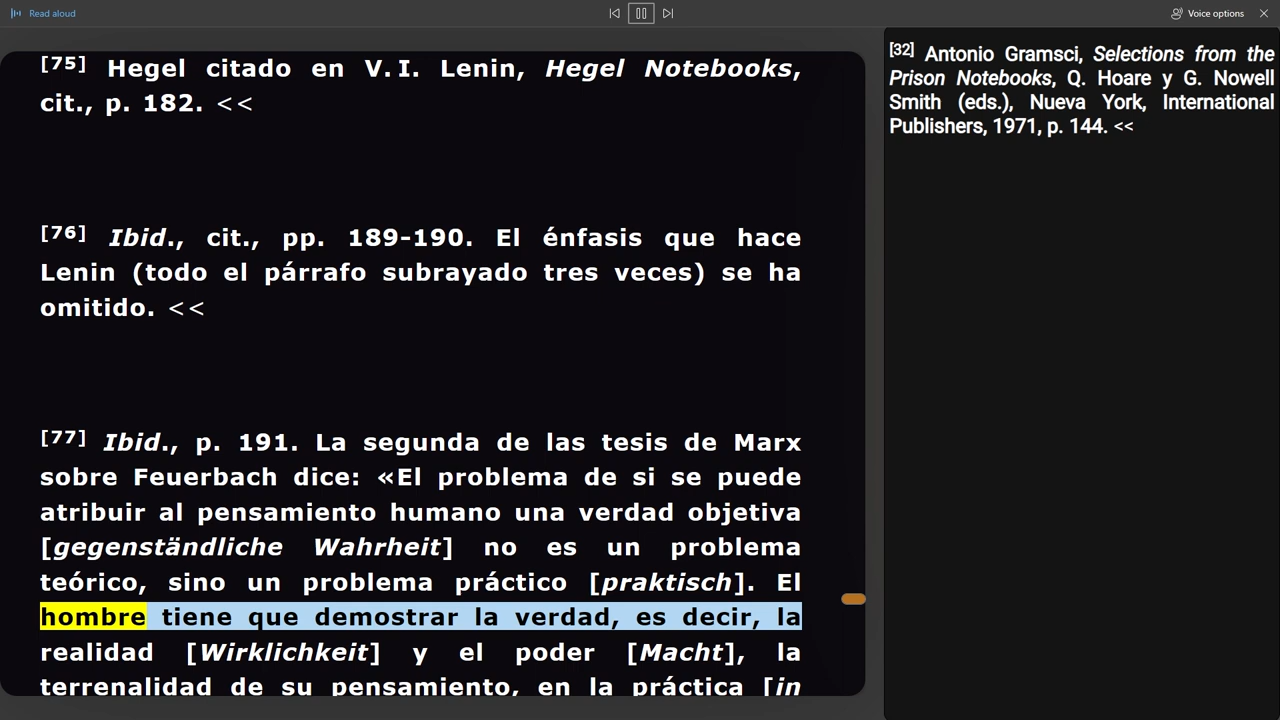 Read aloud
Voice options
[75] Hegel citado en V. I. Lenin, Hegel Notebooks,
cit., p. 182. <<
[76] Ibid., cit., pp. 189-190. El énfasis que hace
Lenin (todo el párrafo subrayado tres veces) se ha
omitido. <<
[77] Ibid., p. 191. La segunda de las tesis de Marx
sobre Feuerbach dice: «El problema de si se puede
atribuir al pensamiento humano una verdad objetiva
[gegenständliche Wahrheit] no es un problema
teórico, sino un problema práctico [praktisch]. El
hombre tiene que demostrar la verdad, es decir, la
realidad [Wirklichkeit] y el poder [Macht], la
terrenalidad de su pensamiento, en la práctica [in
[32] Antonio Gramsci, Selections from the
Prison Notebooks, Q. Hoare y G. Nowell
Smith (eds.), Nueva York, International
Publishers, 1971, p. 144. <<